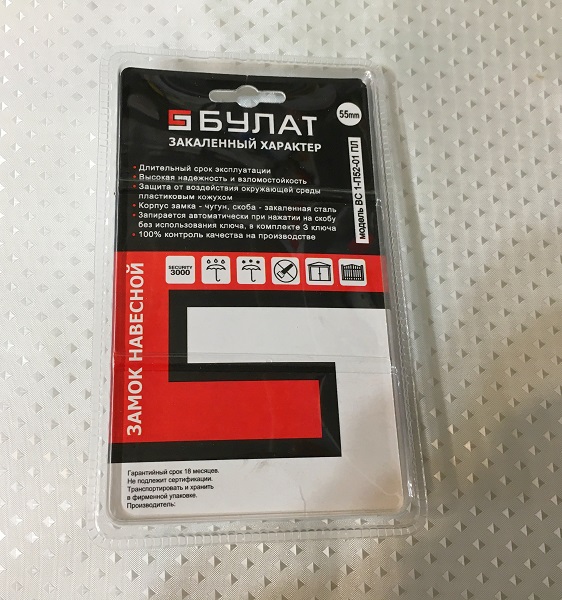 БУЛАТ
ЗАКАЛЕННЫЙ ХАРАКТЕР
55mm
• Длительный срок эксплуатации
• Высокая надежность и взломостойкость
• Защита от воздействия окружающей среды
пластиковым кожухом
• Корпус замка - чугун, скоба - закаленная сталь
• Запирается автоматически при нажатии на скобу
без использования ключа, в комплекте 3 ключа
• 100% контроль качества на производстве
модель ВС 1-П52-01 ПЛ
SECURITY
3000
ЗАМОК НАВЕСНОЙ
Гарантийный срок 18 месяцев.
Не подлежит сертификации.
Транспортировать и хранить
в фирменной упаковке.
Производитель: